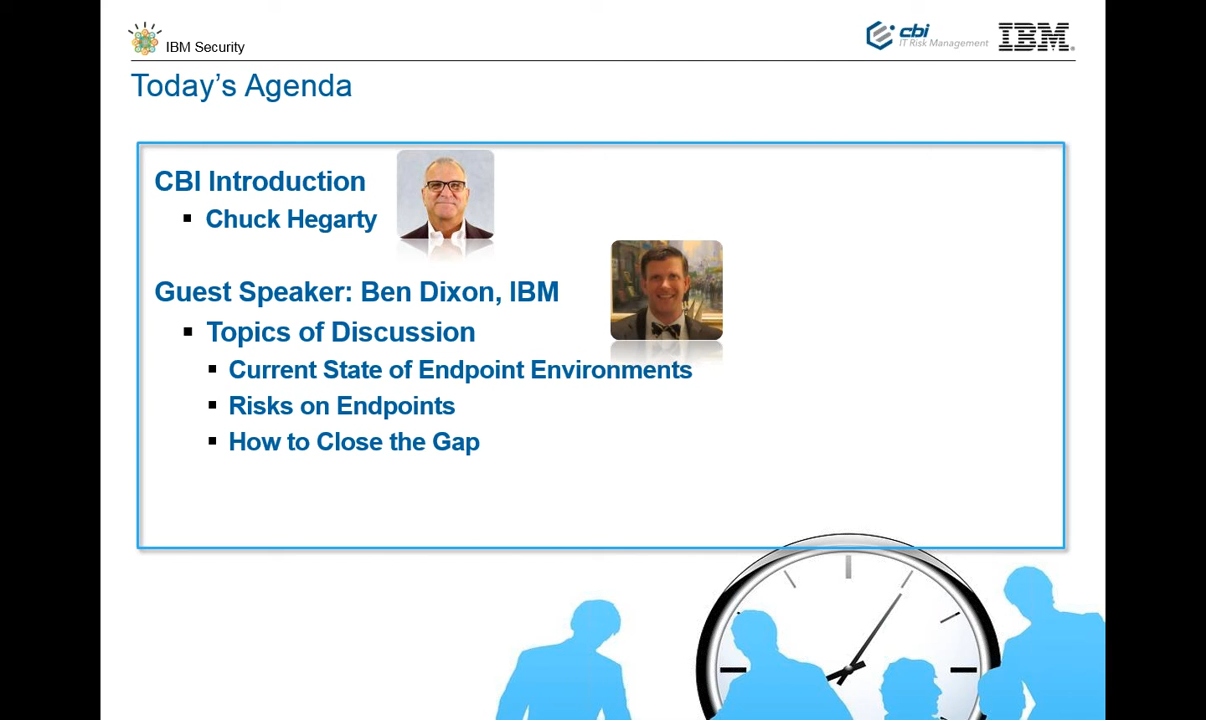 IBM Security
cbi
IT Risk Management
IBM
Today's Agenda
CBI Introduction
Chuck Hegarty
Guest Speaker: Ben Dixon, IBM
Topics of Discussion
Current State of Endpoint Environments
Risks on Endpoints
How to Close the Gap